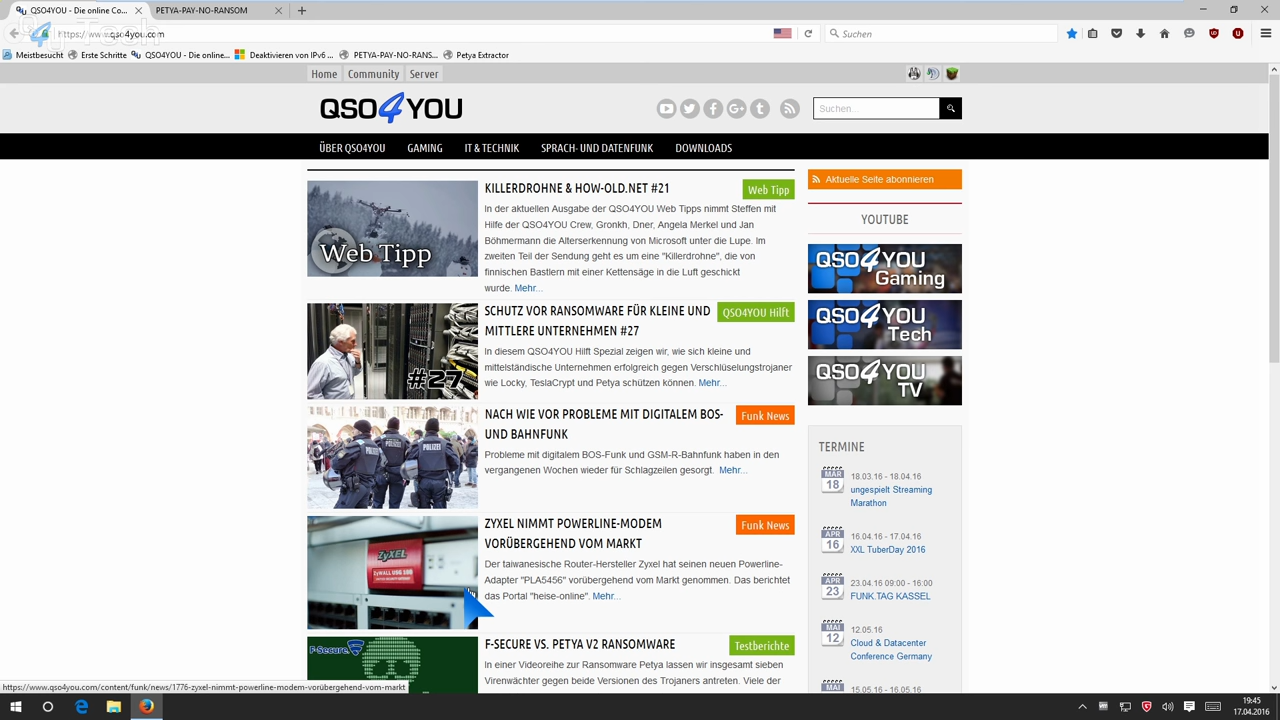 QSO4YOU - Die online Co...
PETYA-PAY-NO-RANSOM
https://www.qso4you.com
Suchen
Meistbesucht
Erste Schritte
QSO4YOU - Die online...
Deaktivieren von IPv6 ...
PETYA-PAY-NO-RANS...
Petya Extractor
Home
Community
Server
QSO4YOU
Suchen...
ÜBER QSO4YOU
GAMING
IT & TECHNIK
SPRACH- UND DATENFUNK
DOWNLOADS
Web Tipp
KILLERDROHNE & HOW-OLD.NET #21
Web Tipp
In der aktuellen Ausgabe der QSO4YOU Web Tipps nimmt Steffen mit
Hilfe der QSO4YOU Crew, Gronkh, Dner, Angela Merkel und Jan
Böhmermann die Alterserkennung von Microsoft unter die Lupe. Im
zweiten Teil der Sendung geht es um eine "Killerdrohne", die von
finnischen Bastlern mit einer Kettensäge in die Luft geschickt
wurde. Mehr...
#27
SCHUTZ VOR RANSOMWARE FÜR KLEINE UND
MITTLERE UNTERNEHMEN #27
QSO4YOU Hilft
In diesem QSO4YOU Hilft Spezial zeigen wir, wie sich kleine und
mittelständische Unternehmen erfolgreich gegen Verschlüselungstrojaner
wie Locky, TeslaCrypt und Petya schützen können. Mehr...
POLIZEI
POLIZEI
NACH WIE VOR PROBLEME MIT DIGITALEM BOS-
UND BAHNFUNK
Funk News
Probleme mit digitalem BOS-Funk und GSM-R-Bahnfunk haben in den
vergangenen Wochen wieder für Schlagzeilen gesorgt. Mehr...
ZyXEL
ZYXEL NIMMT POWERLINE-MODEM
VORÜBERGEHEND VOM MARKT
Funk News
Der taiwanesische Router-Hersteller Zyxel hat seinen neuen Powerline-
Adapter "PLA5456" vorübergehend vom Markt genommen. Das berichtet
das Portal "heise-online". Mehr...
F-Secure
F-SECURE VS. PETYA V2 RANSOMWARE
Testberichte
In einer Videoreihe zur Ransomware Petya lassen wir insgesamt sieben
Virenwächter gegen beide Versionen des Trojaners antreten. Viele der
Aktuelle Seite abonnieren
YOUTUBE
QSO4YOU
Gaming
QSO4YOU
Tech
QSO4YOU
TV
TERMINE
MÄR
18
18.03.16 - 18.04.16
ungespielt Streaming
Marathon
APR
16
16.04.16 - 17.04.16
XXL TuberDay 2016
APR
23
23.04.16 09:00 - 16:00
FUNK.TAG KASSEL
MAI
12
12.05.16
Cloud & Datacenter
Conference Germany
MAI
15.05.16 - 16.05.16
https://www.qso4you.com/content/funk/news/1776-zyxel-nimmt-powerline-modem-vorübergehend-vom-markt
19:45
17.04.2016